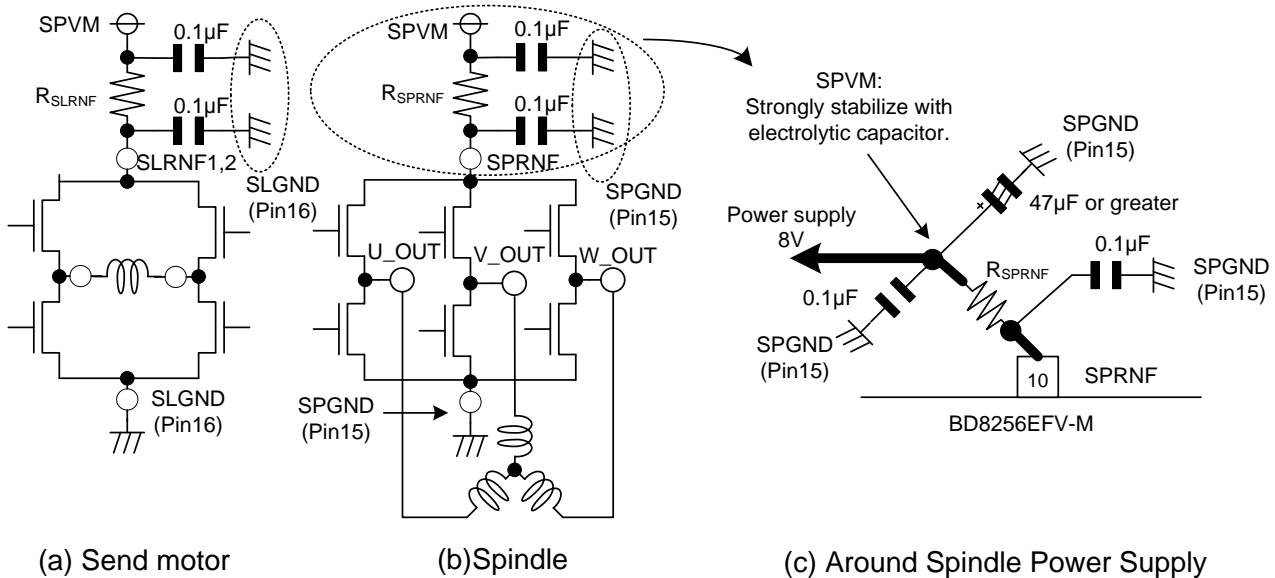 SPVM
0.1µF
RSLRNF
0.1µF
SLRNF1,2
SLGND
(Pin16)
SLGND
(Pin16)
(a) Send motor
SPVM
0.1µF
RSPRNF
0.1µF
SPRNF
SPGND
(Pin15)
U_OUT
V_OUT
W_OUT
SPGND
(Pin15)
(b)Spindle
SPVM:
Strongly stabilize with
electrolytic capacitor.
SPGND
(Pin15)
+
47µF or greater
Power supply
8V
0.1µF
RSPRNF
SPGND
(Pin15)
0.1µF
SPGND
(Pin15)
10
SPRNF
BD8256EFV-M
(c) Around Spindle Power Supply